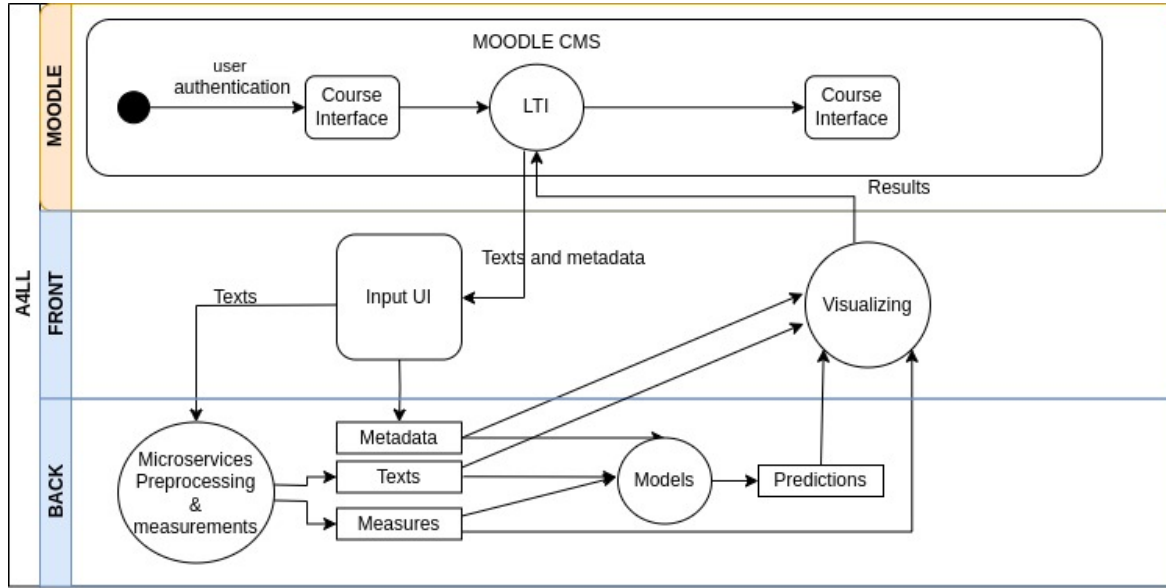 A4LL
MOODLE
MOODLE CMS
user
authentication
Course
Interface
LTI
Course
Interface
Results
FRONT
Texts and metadata
Texts
Input UI
Visualizing
BACK
Microservices
Preprocessing
&
measurements
Metadata
Texts
Measures
Models
Predictions